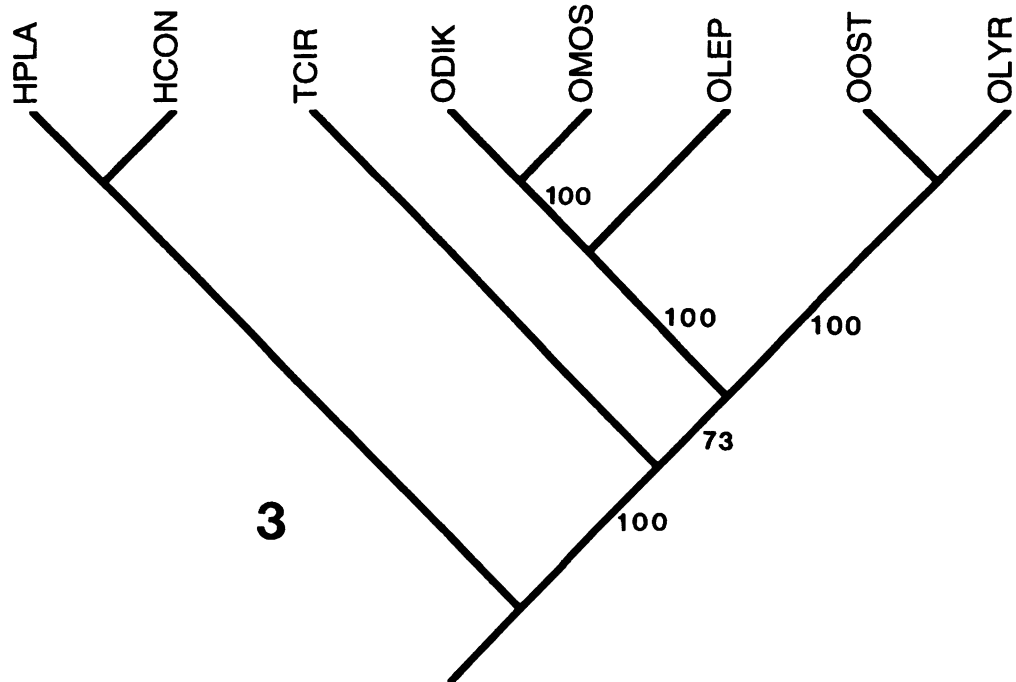 HPLA
HCON
TCIR
ODIK
OMOS
OLEP
OOST
OLYR
100
100
100
73
100
3